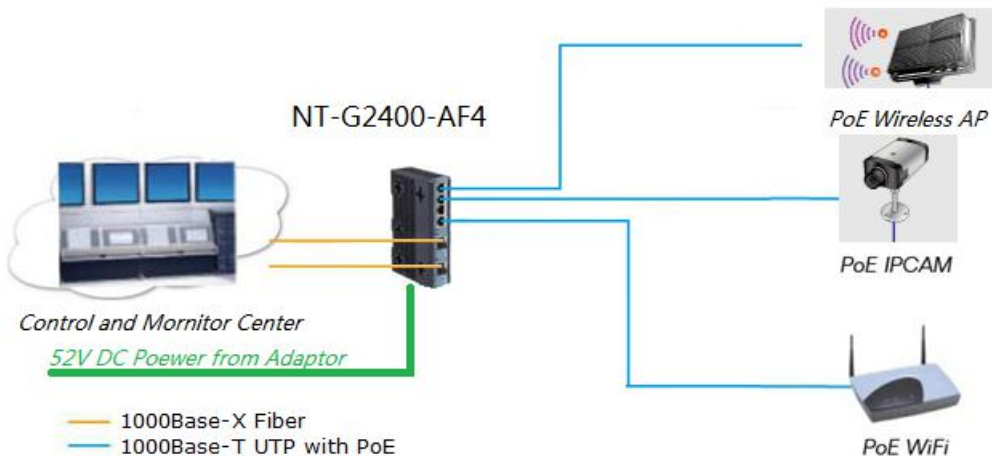 NT-G2400-AF4
PoE Wireless AP
PoE IPCAM
Control and Mornitor Center
52V DC Poewer from Adaptor
1000Base-X Fiber
1000Base-T UTP with PoE
PoE WiFi